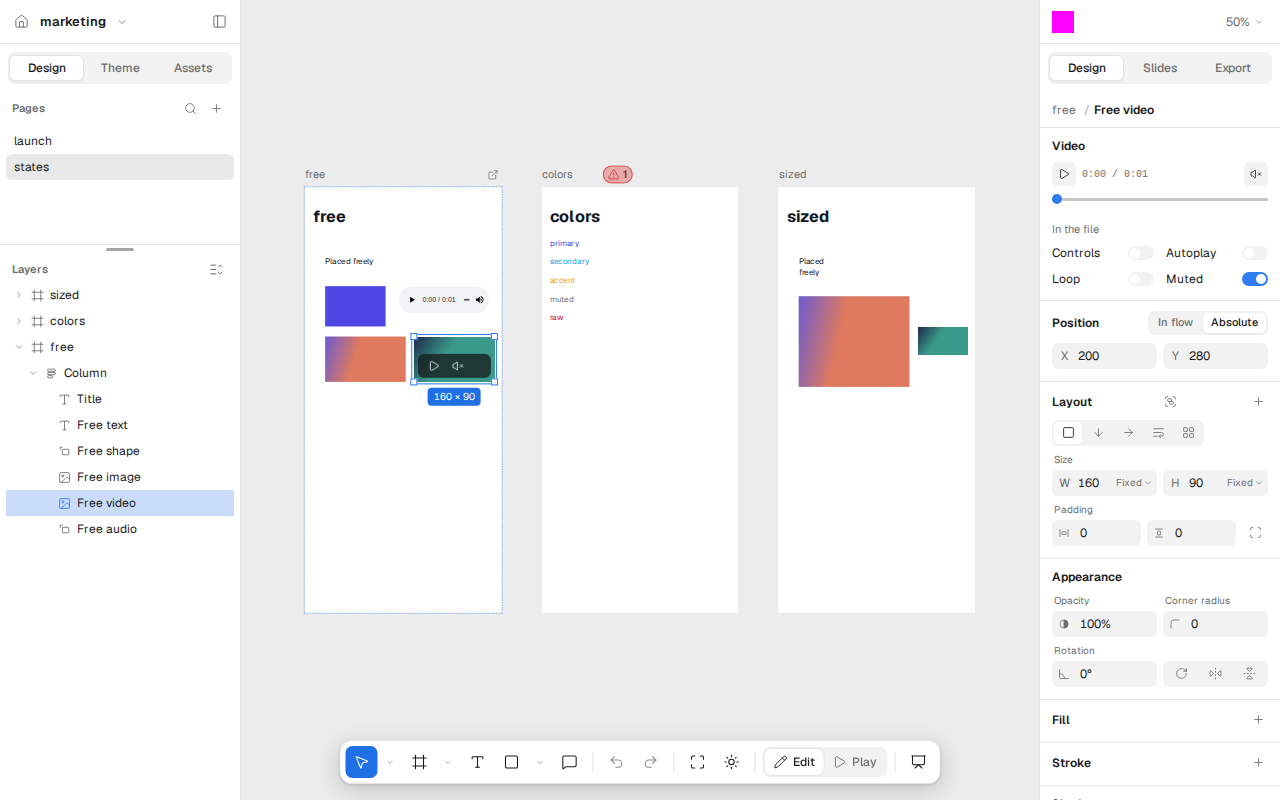 marketing
50%
Design
Theme
Assets
Design
Slides
Export
Pages
free / Free video
launch
states
Video
0:00 / 0:01
In the file
Controls
Autoplay
Loop
Muted
Layers
sized
colors
free
Column
Title
Free text
Free shape
Free image
Free video
Free audio
free
colors
1
sized
free
Placed freely
0:00 / 0:01
160 × 90
colors
primary
secondary
accent
muted
raw
sized
Placed
freely
Position
In flow
Absolute
X 200
Y 280
Layout
Size
W 160 Fixed
H 90 Fixed
Padding
0
0
Appearance
Opacity
Corner radius
100%
0
Rotation
0°
Fill
Stroke
Edit
Play